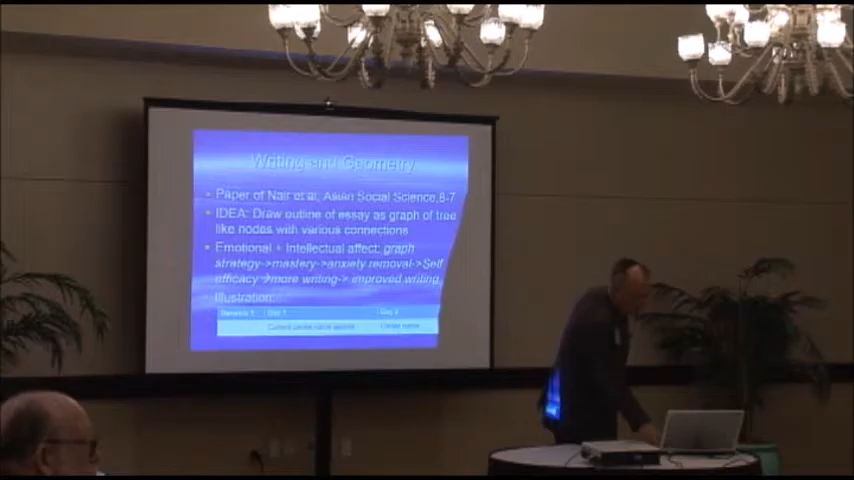 Writing and Geometry
• Paper of Nair et al, Asian Social Science,8-7
• IDEA: Draw outline of essay as graph of tree
like nodes with various connections
• Emotional + Intellectual affect: graph
strategy->mastery->anxiety removal->Self
efficacy->more writing-> improved writing
• Illustration: